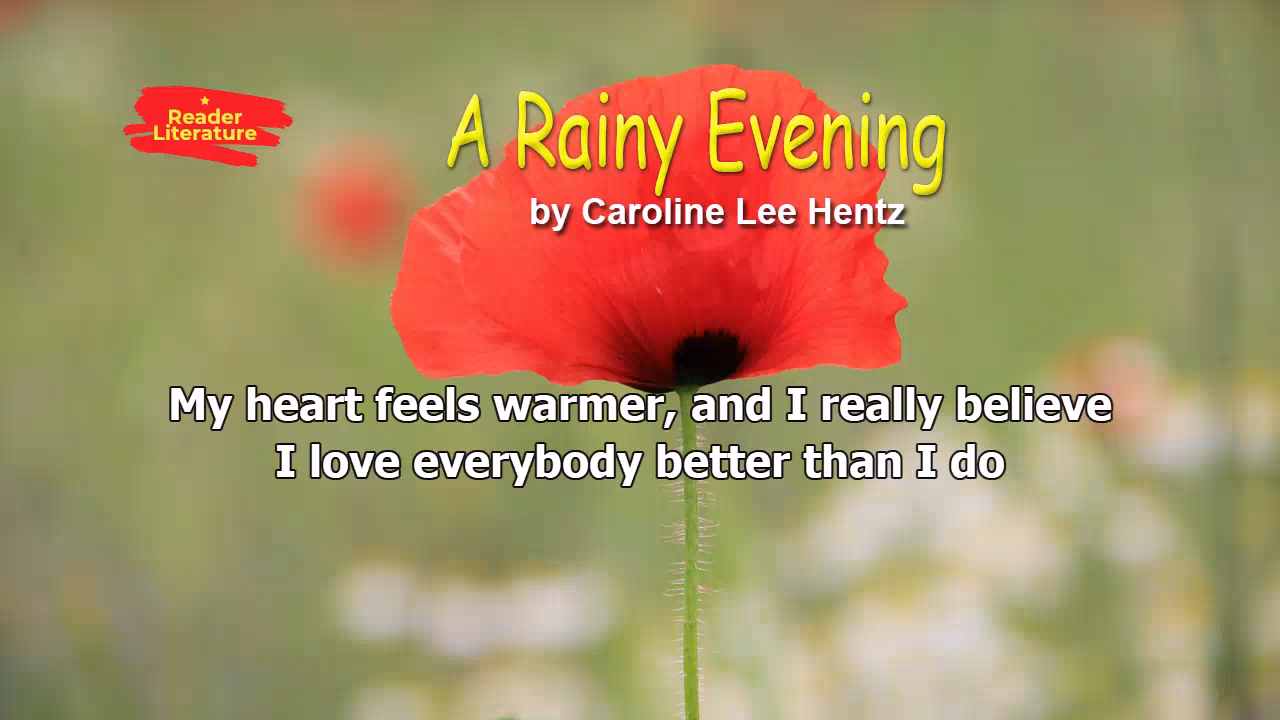 Reader
Literature
A Rainy Evening
by Caroline Lee Hentz
My heart feels warmer, and I really believe
I love everybody better than I do